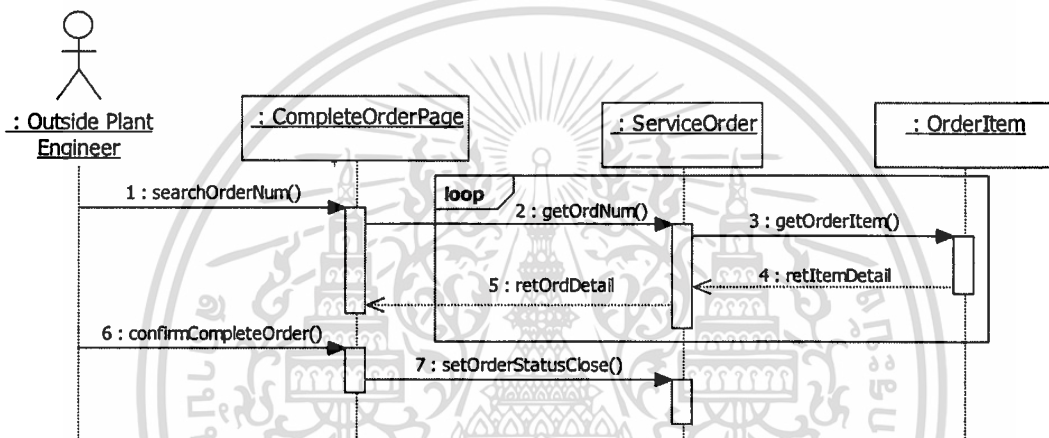 : Outside Plant
Engineer
: CompleteOrderPage
: ServiceOrder
: OrderItem
1 : searchOrderNum()
loop
2 : getOrdNum()
3 : getOrderItem()
4 : retItemDetail
5 : retOrdDetail
6 : confirmCompleteOrder()
7 : setOrderStatusClose()